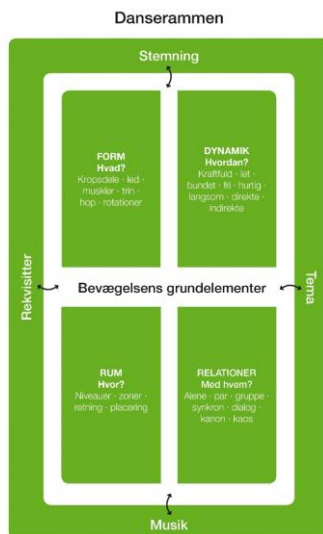 Danserammen
Stemning
FORM
Hvad?
Kropsdele · led ·
muskler · trin ·
hop · rotationer
DYNAMIK
Hvordan?
Kraftfuld · let ·
bundet · fri · hurtig ·
langsom · direkte ·
indirekte
Rekvisitter
Bevægelsens grundelementer
Tema
RUM
Hvor?
Niveauer · zoner ·
retning · placering
RELATIONER
Med hvem?
Alene · par · gruppe ·
synkron · dialog ·
kanon · kaos
Musik